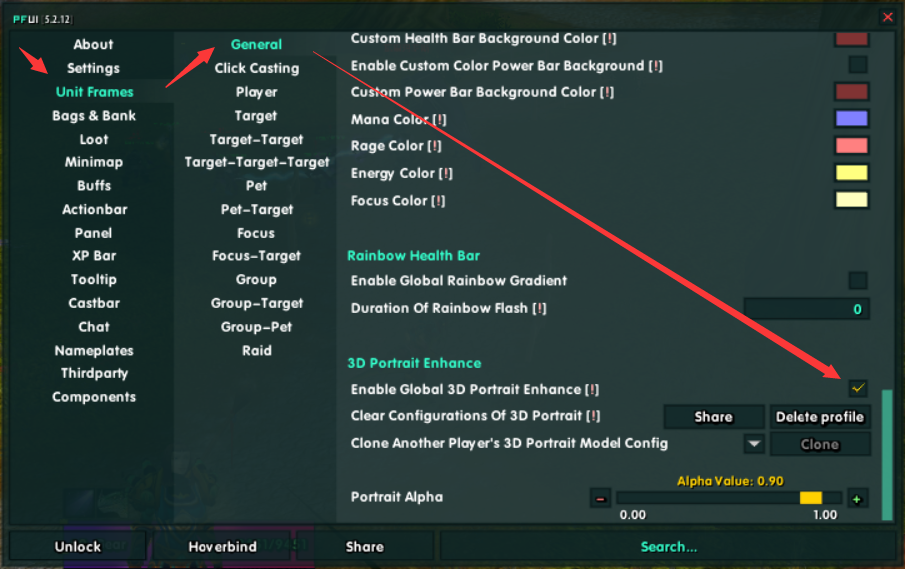 PFUI [5.2.12]
About
Settings
Unit Frames
Bags & Bank
Loot
Minimap
Buffs
Actionbar
Panel
XP Bar
Tooltip
Castbar
Chat
Nameplates
Thirdparty
Components
General
Click Casting
Player
Target
Target-Target
Target-Target-Target
Pet
Pet-Target
Focus
Focus-Target
Group
Group-Target
Group-Pet
Raid
Custom Health Bar Background Color [!]
Enable Custom Color Power Bar Background [!]
Custom Power Bar Background Color [!]
Mana Color [!]
Rage Color [!]
Energy Color [!]
Focus Color [!]
Rainbow Health Bar
Enable Global Rainbow Gradient
Duration Of Rainbow Flash [!] 0
3D Portrait Enhance
Enable Global 3D Portrait Enhance [!]
Clear Configurations Of 3D Portrait [!] Share Delete profile
Clone Another Player's 3D Portrait Model Config Clone
Alpha Value: 0.90
Portrait Alpha - +
0.00 1.00
Unlock Hoverbind Share Search...